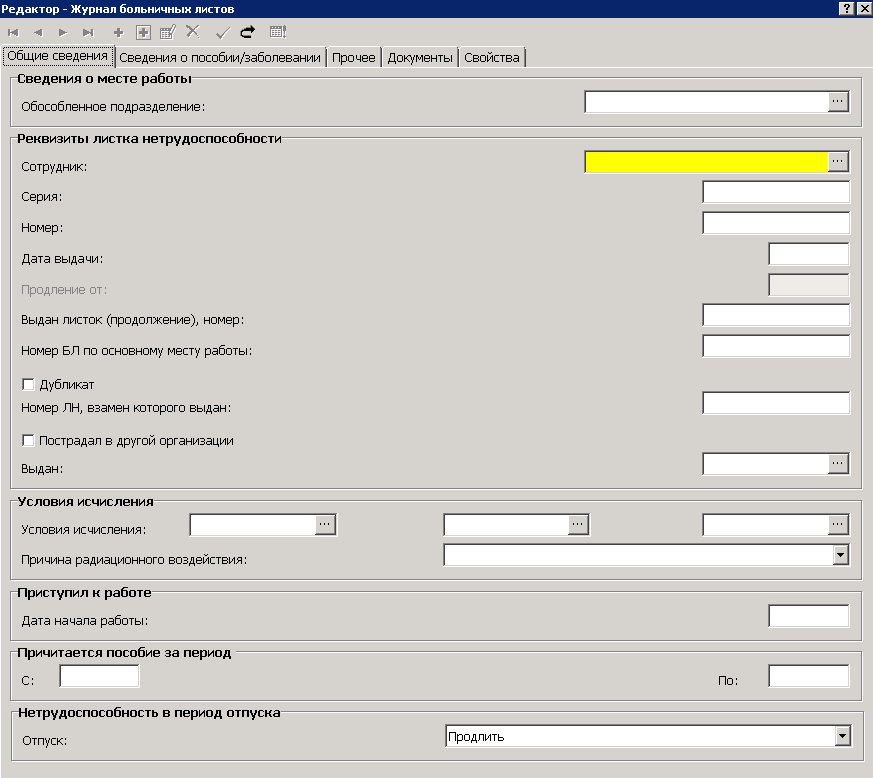 Редактор - Журнал больничных листов
Общие сведения
Сведения о пособии/заболевании
Прочее
Документы
Свойства
Сведения о месте работы
Обособленное подразделение:
Реквизиты листка нетрудоспособности
Сотрудник:
Серия:
Номер:
Дата выдачи:
Продление от:
Выдан листок (продолжение), номер:
Номер БЛ по основному месту работы:
Дубликат
Номер ЛН, взамен которого выдан:
Пострадал в другой организации
Выдан:
Условия исчисления
Условия исчисления:
Причина радиационного воздействия:
Приступил к работе
Дата начала работы:
Причитается пособие за период
С:
По:
Нетрудоспособность в период отпуска
Отпуск:
Продлить